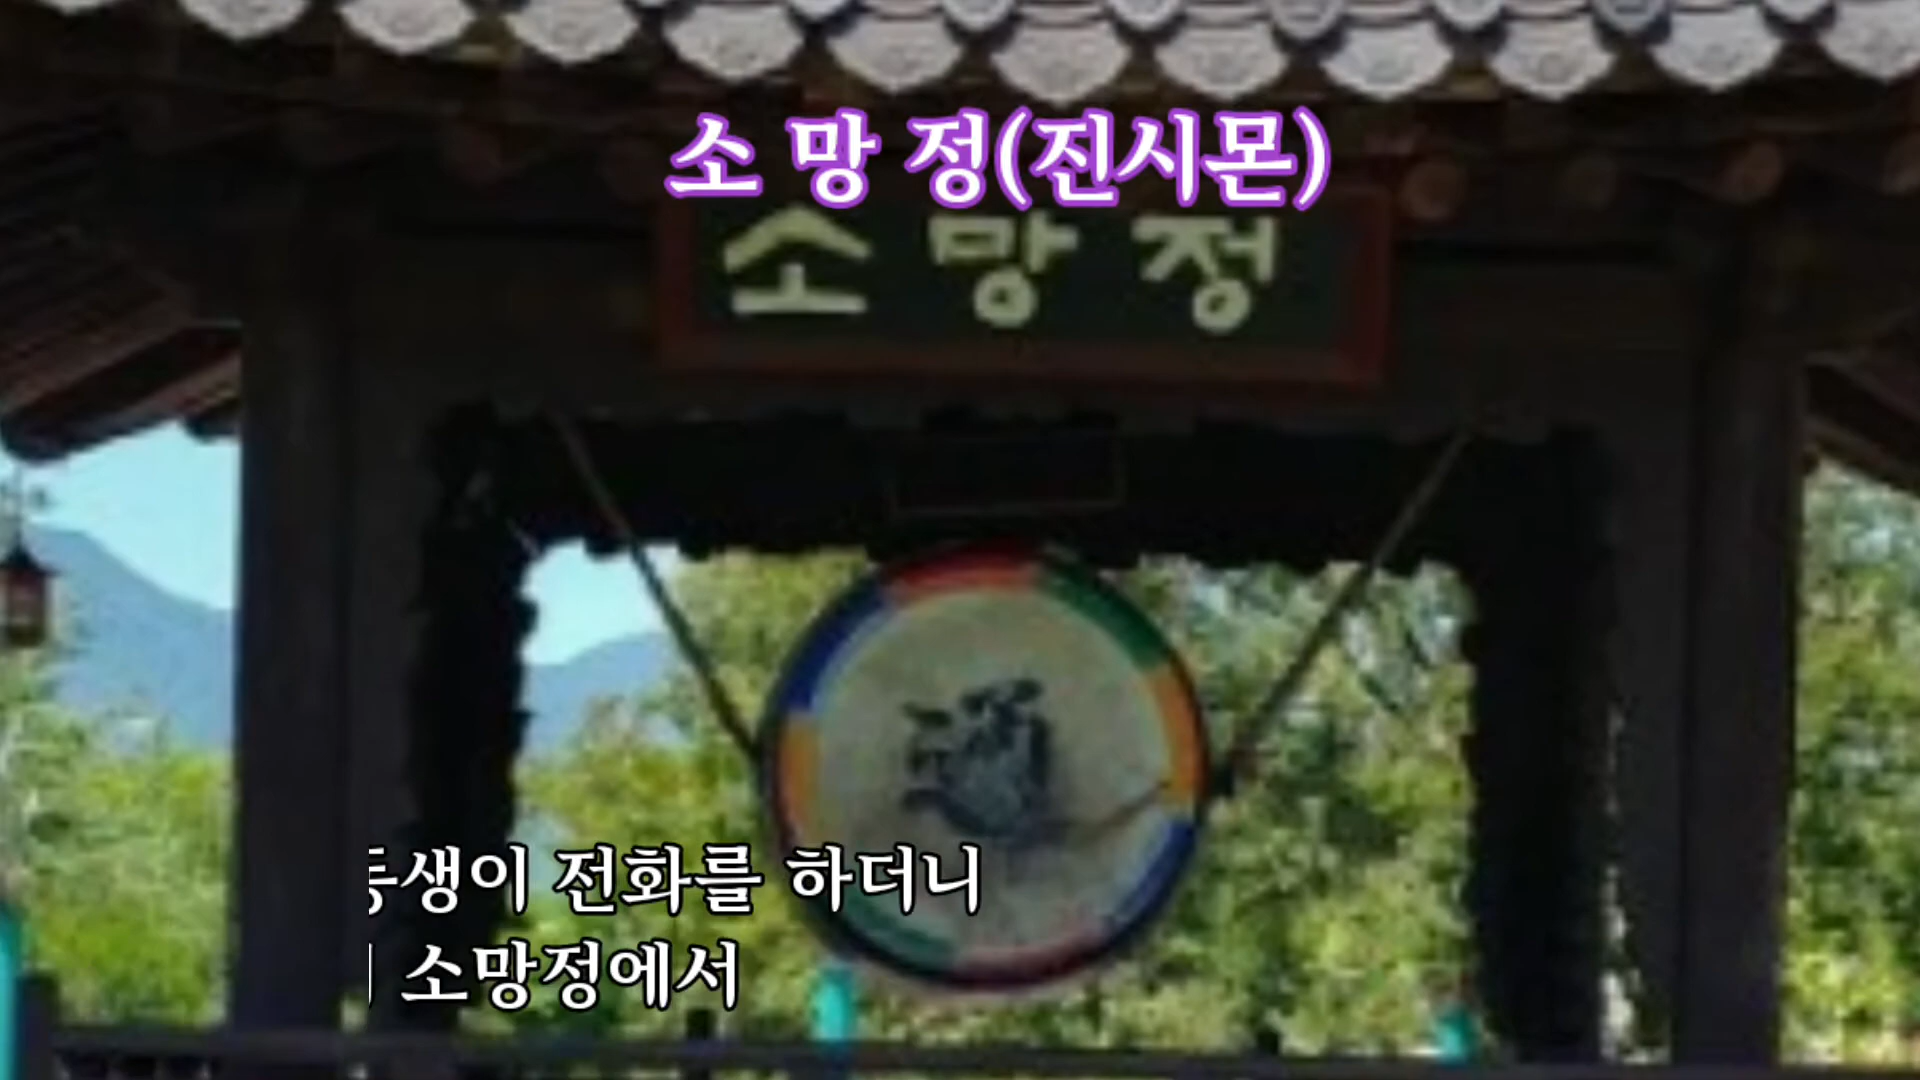 소 망 정(진시몬)
소 망 정
동생이 전화를 하더니
소망정에서